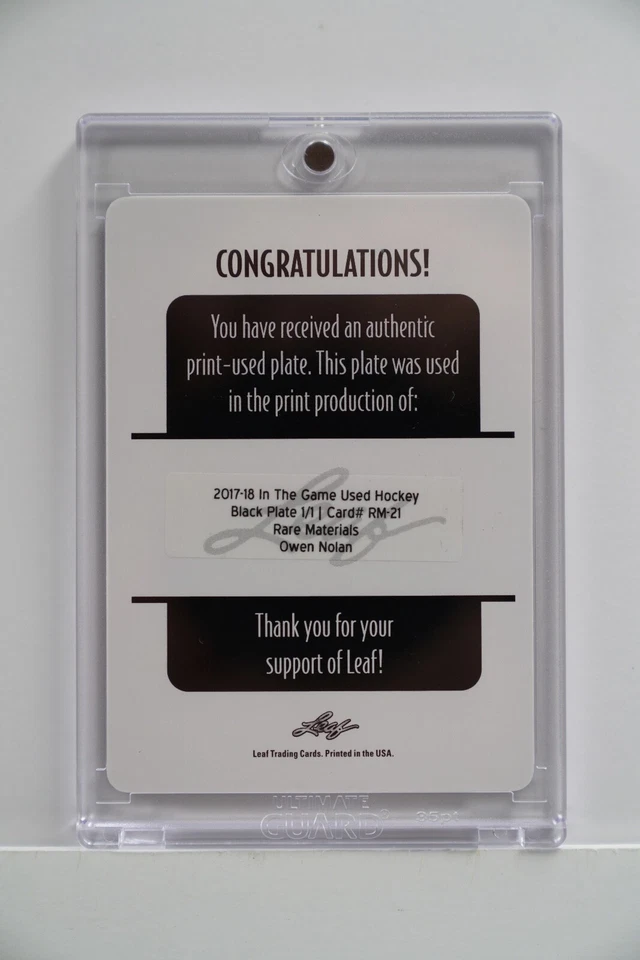 CONGRATULATIONS!
You have received an authentic
print-used plate. This plate was used
in the print production of:
2017-18 In The Game Used Hockey
Black Plate 1/1 | Card# RM-21
Rare Materials
Owen Nolan
Leaf
Thank you for your
support of Leaf!
Leaf
Leaf Trading Cards. Printed in the USA.
ULTIMATE
GUARD® 35pt